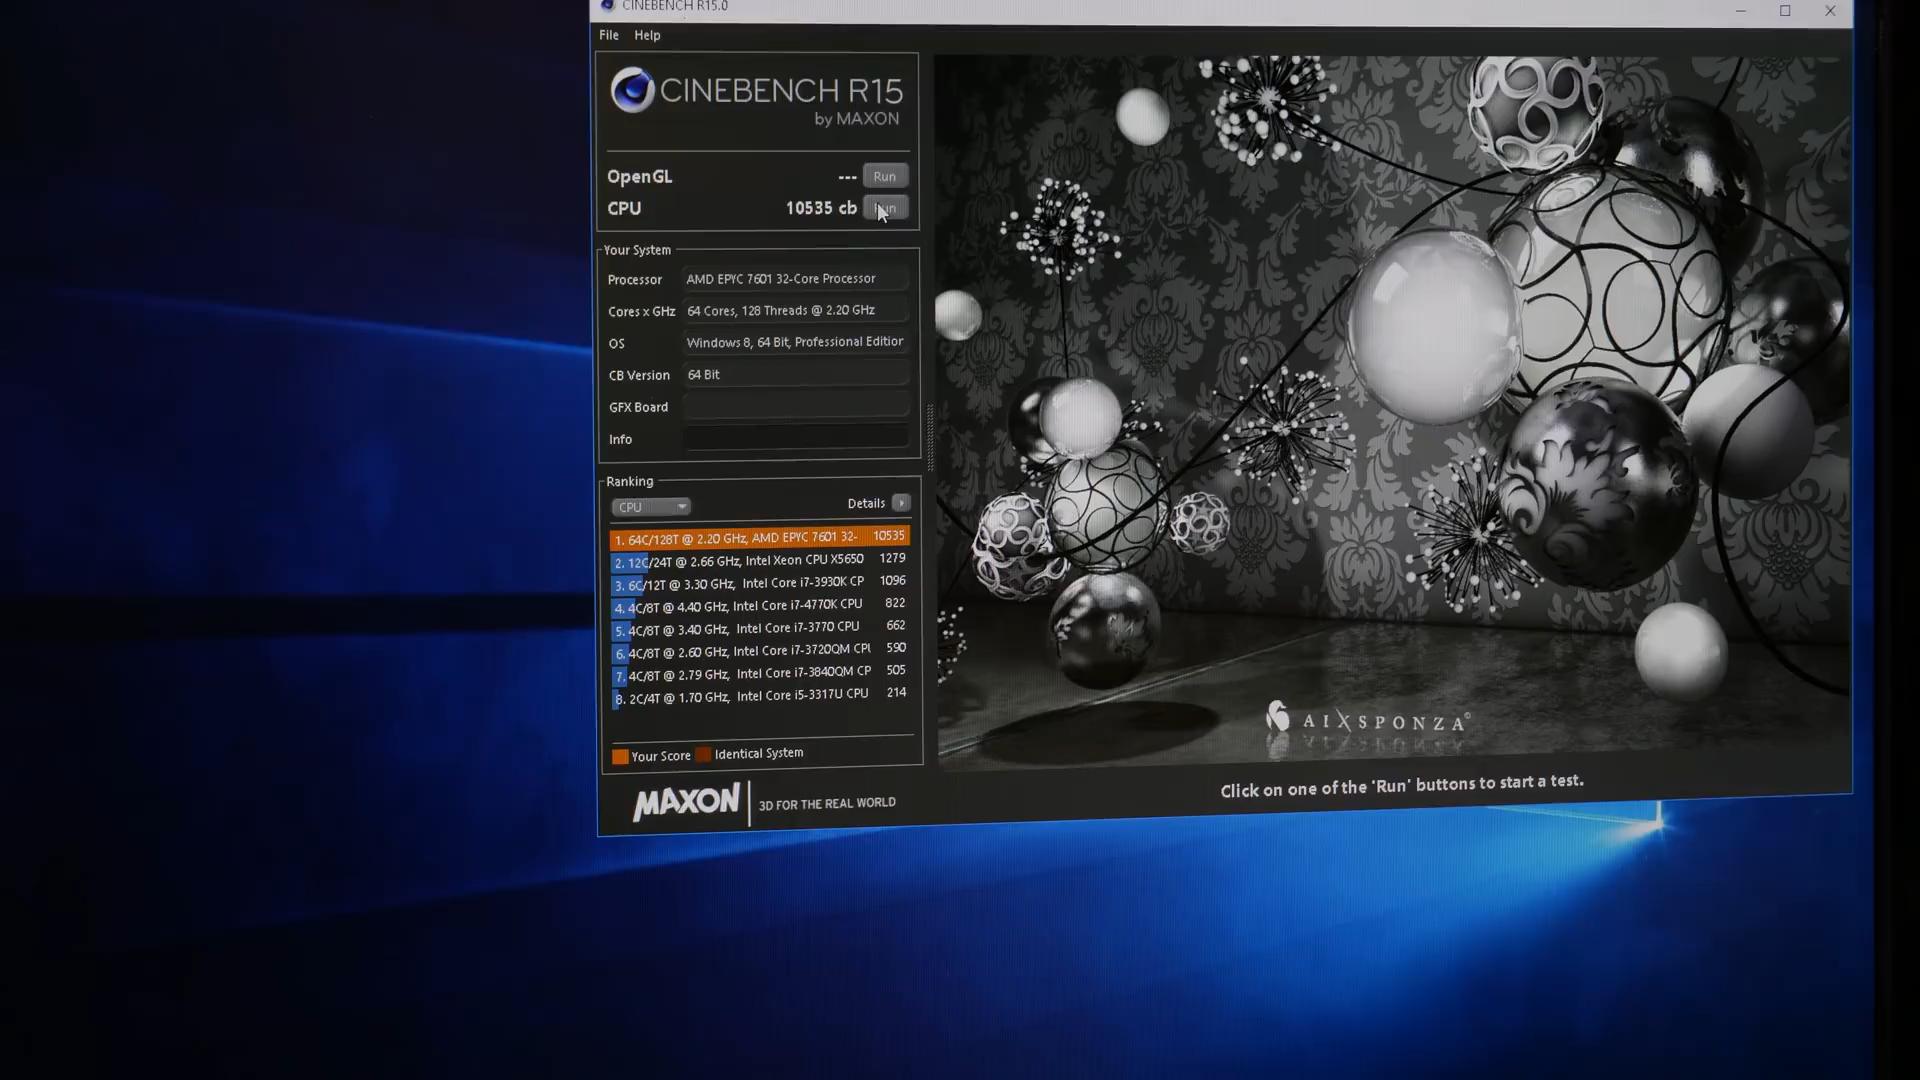 CINEBENCH R15.0
File Help
CINEBENCH R15
by MAXON
OpenGL --- Run
CPU 10535 cb Run
Your System
Processor AMD EPYC 7601 32-Core Processor
Cores x GHz 64 Cores, 128 Threads @ 2.20 GHz
OS Windows 8, 64 Bit, Professional Edition
CB Version 64 Bit
GFX Board
Info
Ranking
CPU Details
1. 64C/128T @ 2.20 GHz, AMD EPYC 7601 32- 10535
2. 12C/24T @ 2.66 GHz, Intel Xeon CPU X5650 1279
3. 6C/12T @ 3.30 GHz, Intel Core i7-3930K CP 1096
4. 4C/8T @ 4.40 GHz, Intel Core i7-4770K CPU 822
5. 4C/8T @ 3.40 GHz, Intel Core i7-3770 CPU 662
6. 4C/8T @ 2.60 GHz, Intel Core i7-3720QM CPU 590
7. 4C/8T @ 2.79 GHz, Intel Core i7-3840QM CP 505
8. 2C/4T @ 1.70 GHz, Intel Core i5-3317U CPU 214
Your Score Identical System
MAXON 3D FOR THE REAL WORLD
AIXSPONZA®
Click on one of the 'Run' buttons to start a test.